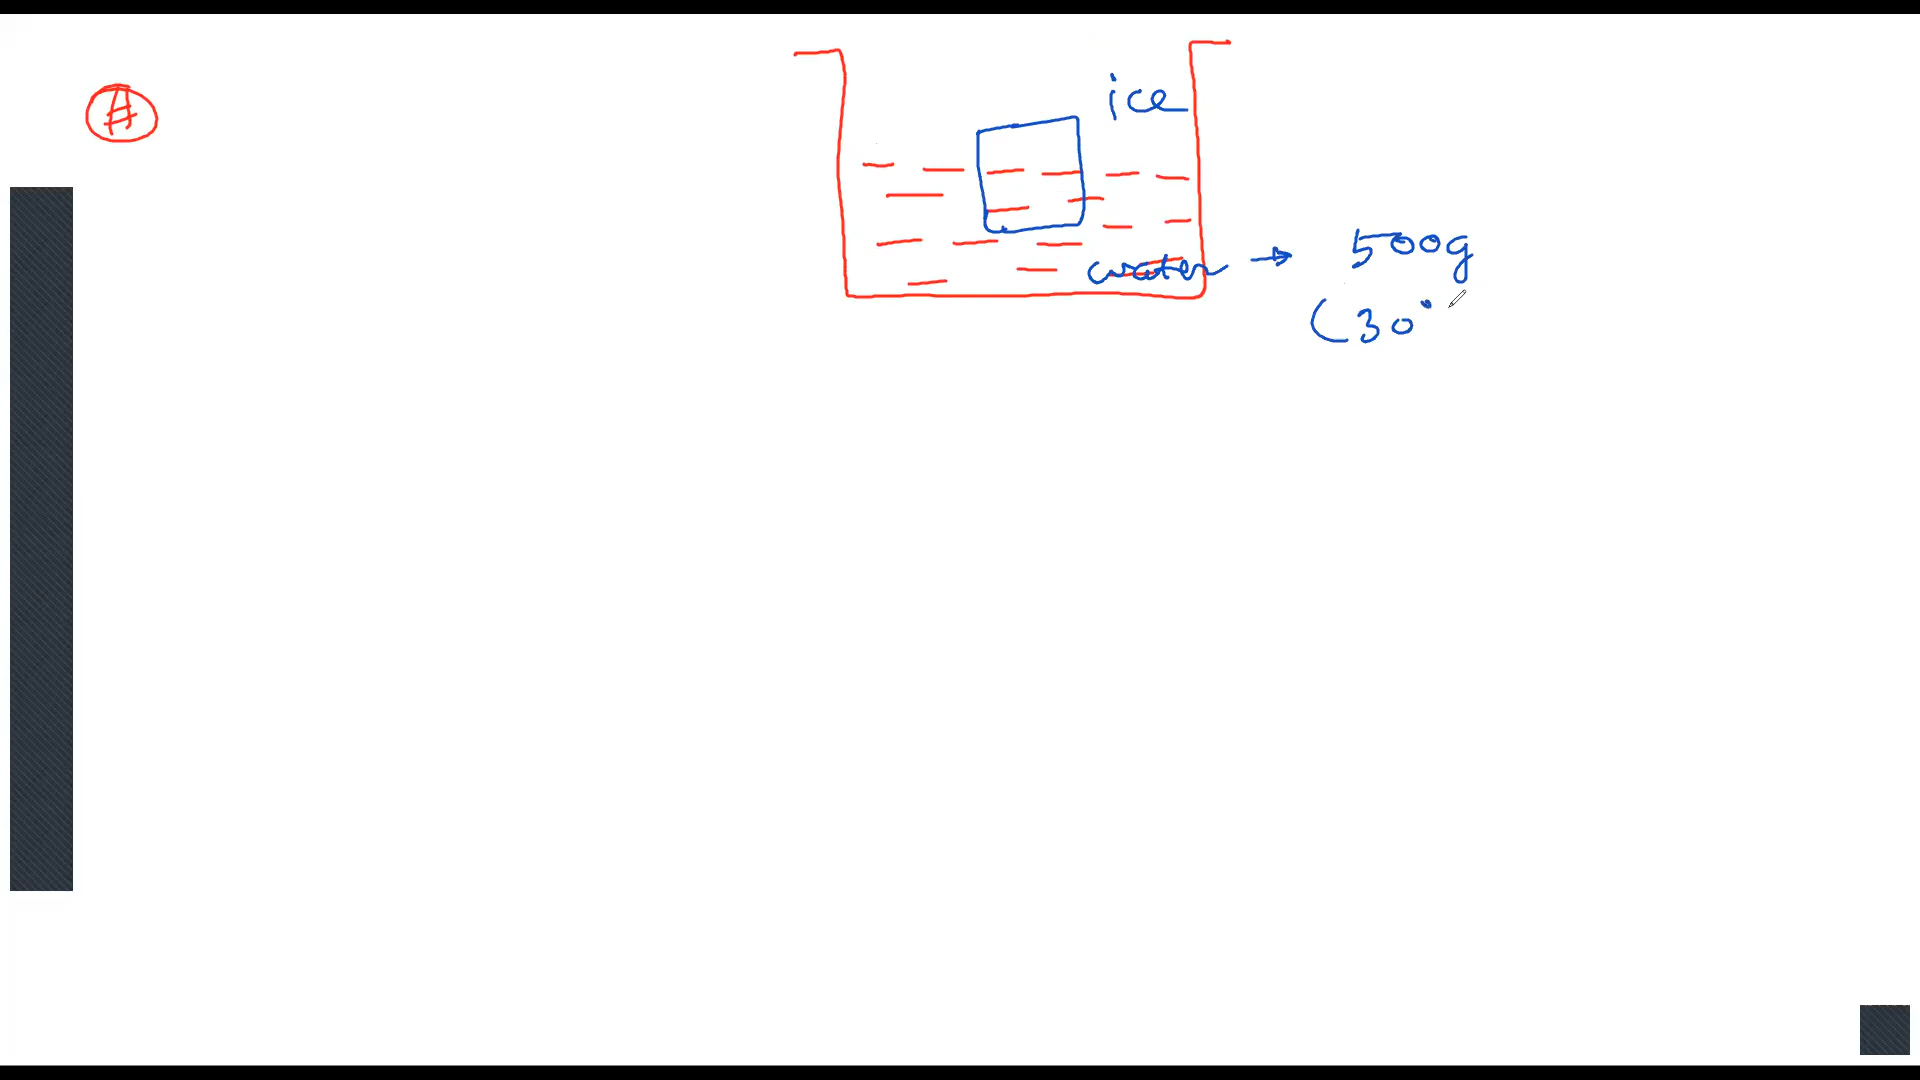 #
ice
water → 500g
(30°